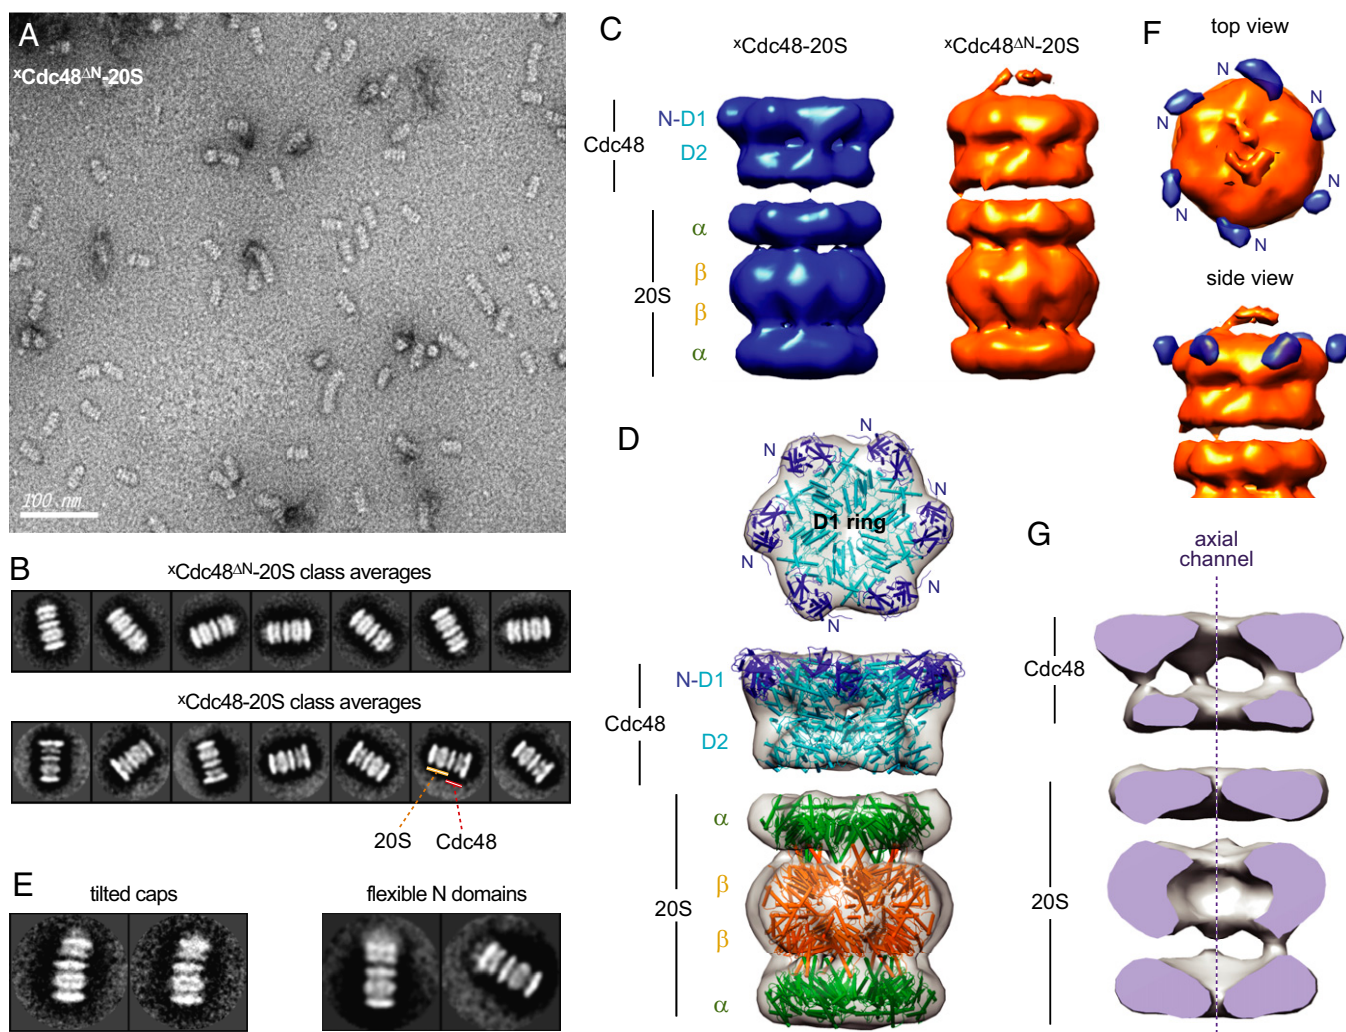 A
ˣCdc48ΔN-20S
100 nm
B
ˣCdc48ΔN-20S class averages
ˣCdc48-20S class averages
20S
Cdc48
E
tilted caps
flexible N domains
C
ˣCdc48-20S
ˣCdc48ΔN-20S
N-D1
Cdc48
D2
α
β
20S
β
α
D
N
N
N
N
D1 ring
N
N
N-D1
Cdc48
D2
α
β
20S
β
α
F
top view
N
N
N
N
N
N
side view
G
axial
channel
Cdc48
20S